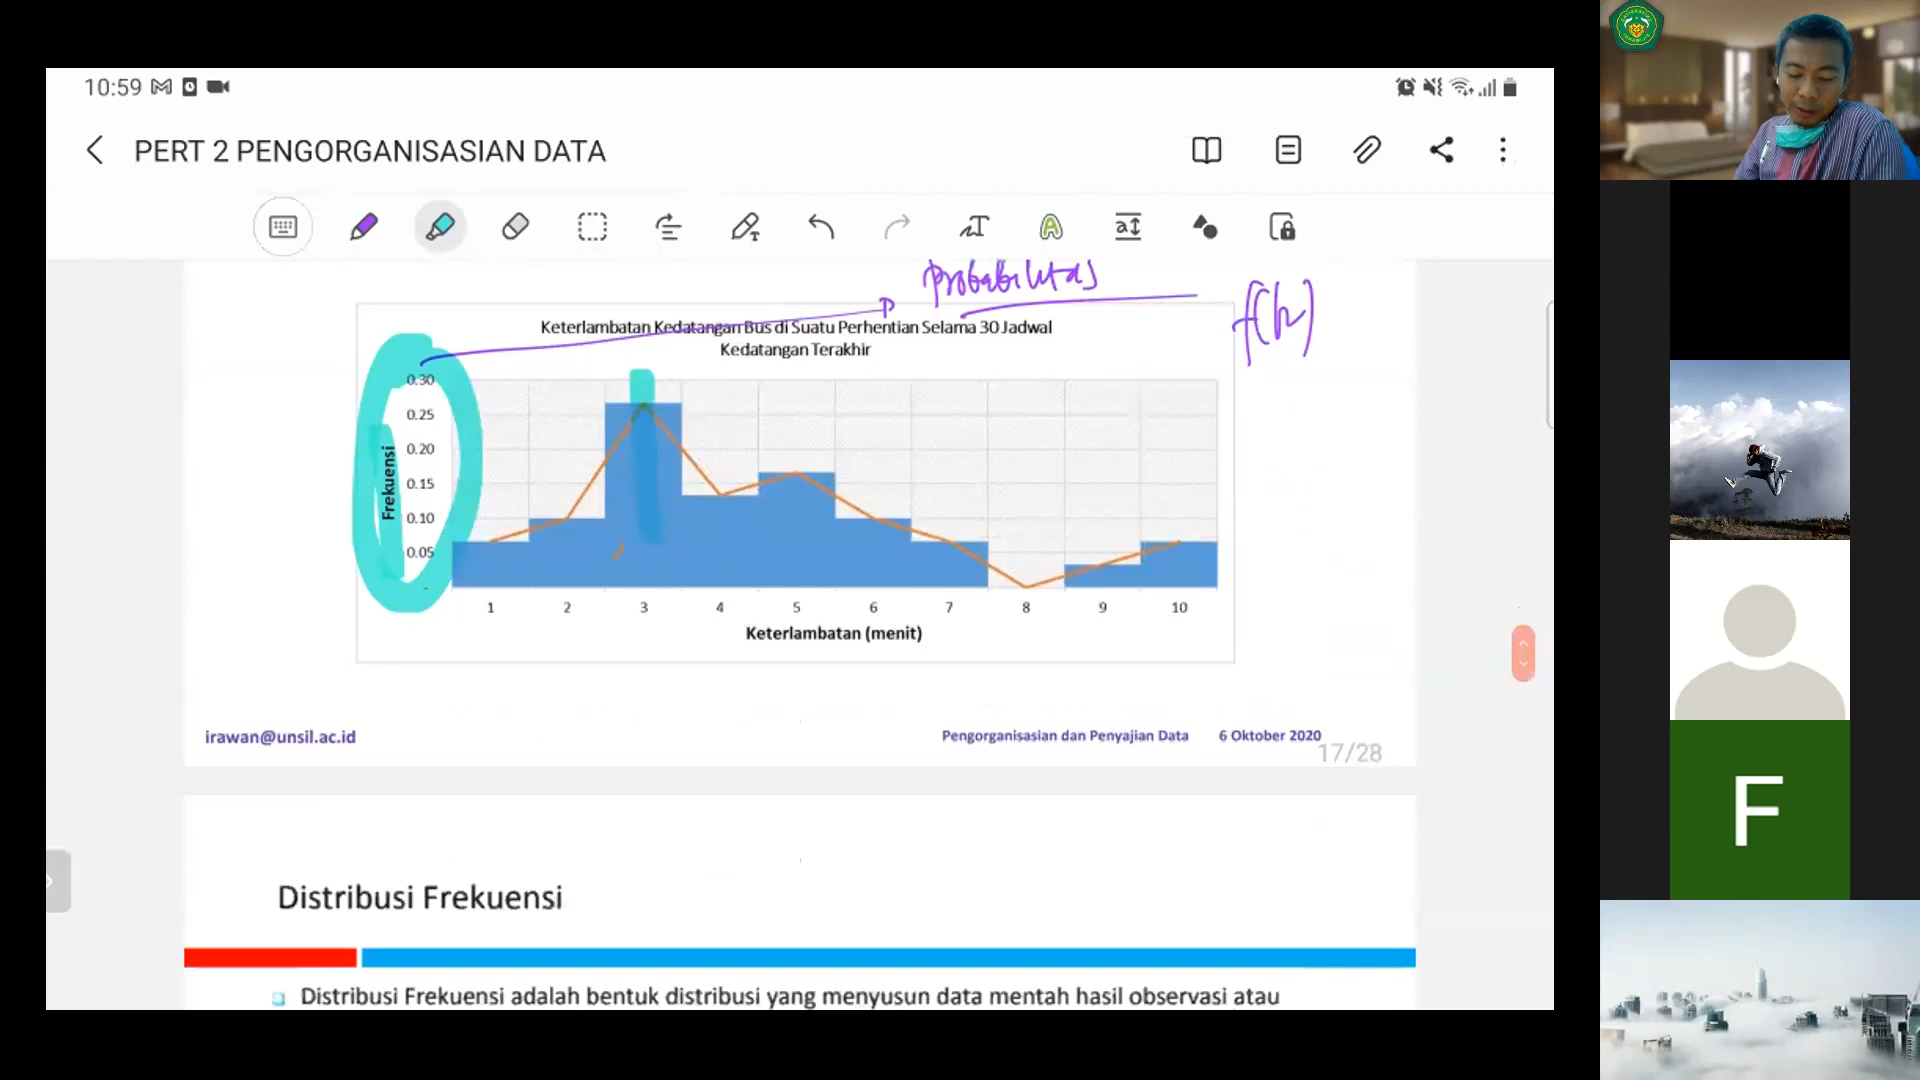 10:59
PERT 2 PENGORGANISASIAN DATA
probabilitas
Keterlambatan Kedatangan Bus di Suatu Perhentian Selama 30 Jadwal
Kedatangan Terakhir
0.30
0.25
0.20
0.15
0.10
0.05
-
Frekuensi
1 2 3 4 5 6 7 8 9 10
Keterlambatan (menit)
irawan@unsil.ac.id
Pengorganisasian dan Penyajian Data 6 Oktober 2020
17/28
Distribusi Frekuensi
Distribusi Frekuensi adalah bentuk distribusi yang menyusun data mentah hasil observasi atau
F